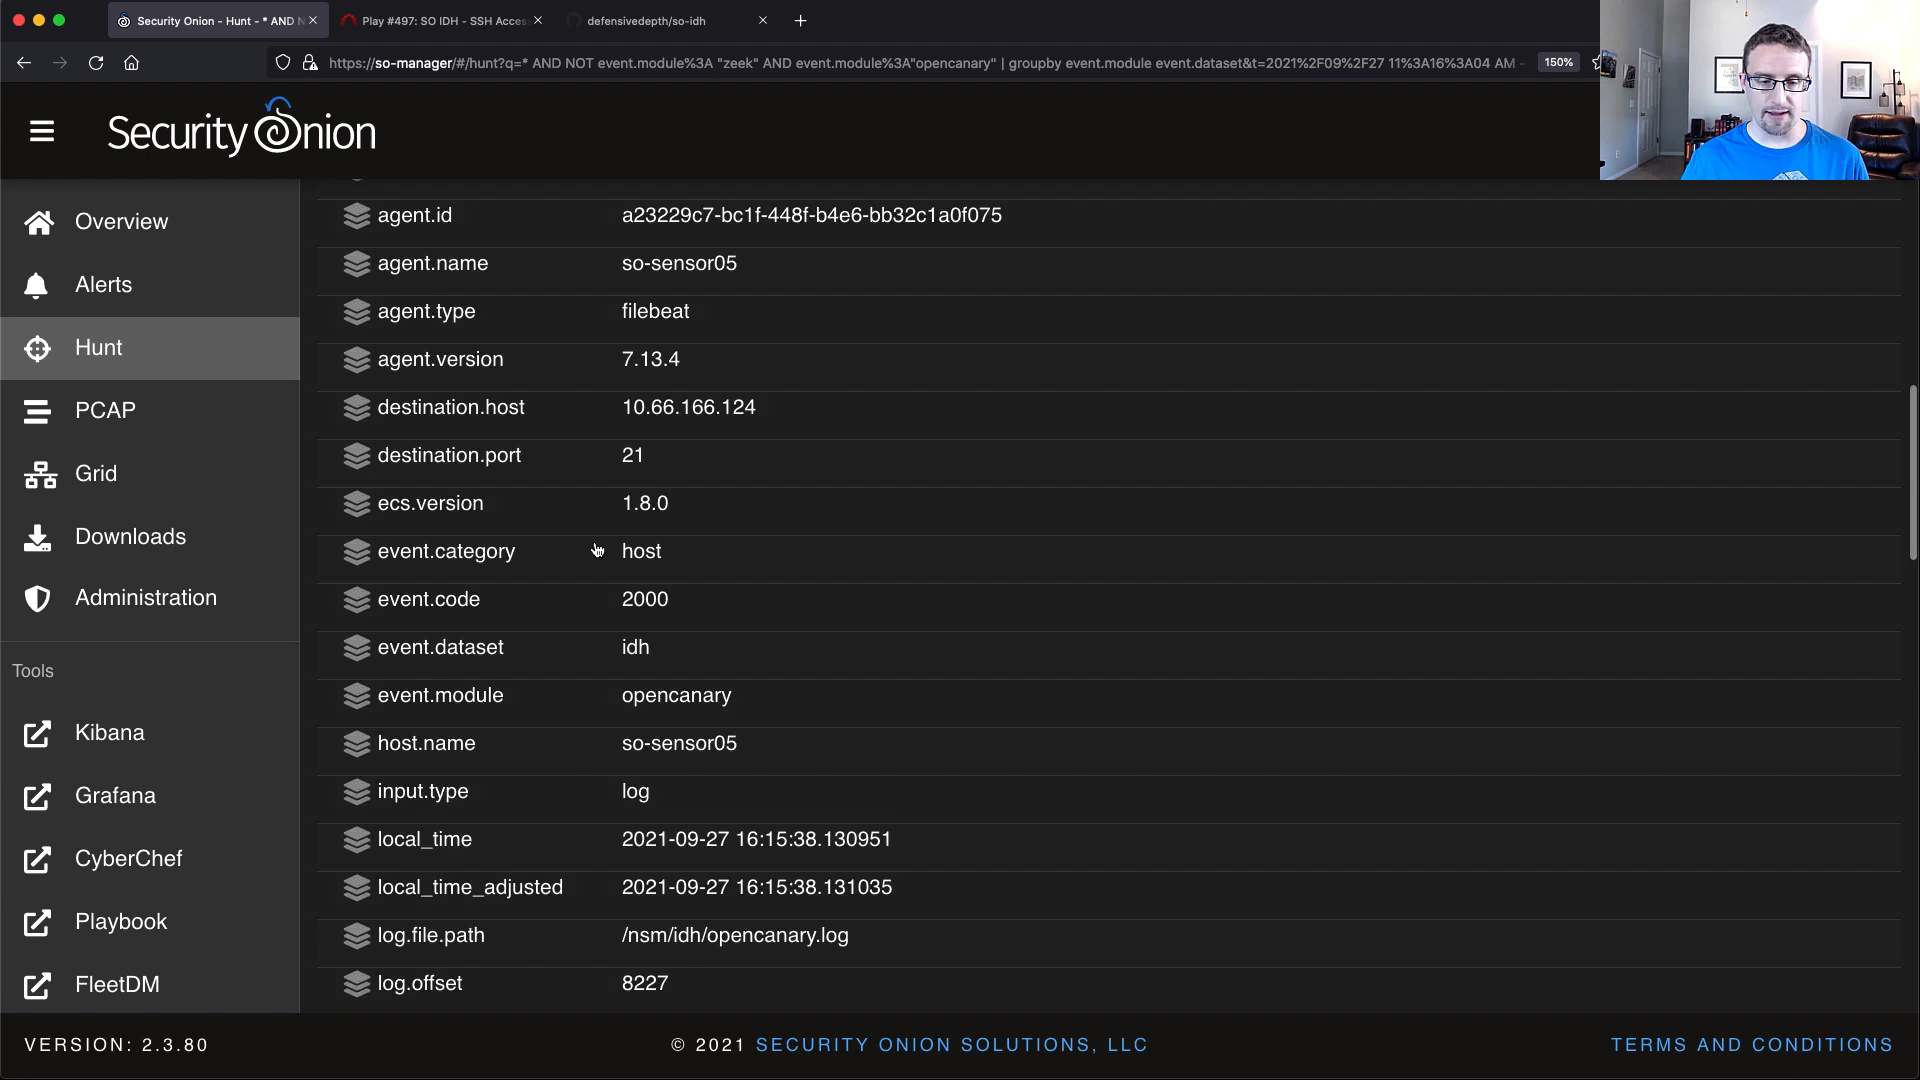 Security Onion - Hunt - * AND N
Play #497: SO IDH - SSH Acces
defensivedepth/so-idh
https://so-manager/#/hunt?q=* AND NOT event.module%3A "zeek" AND event.module%3A"opencanary" | groupby event.module event.dataset&t=2021%2F09%2F27 11%3A16%3A04 AM -
150%
Security Onion
Overview
Alerts
Hunt
PCAP
Grid
Downloads
Administration
Tools
Kibana
Grafana
CyberChef
Playbook
FleetDM
agent.id a23229c7-bc1f-448f-b4e6-bb32c1a0f075
agent.name so-sensor05
agent.type filebeat
agent.version 7.13.4
destination.host 10.66.166.124
destination.port 21
ecs.version 1.8.0
event.category host
event.code 2000
event.dataset idh
event.module opencanary
host.name so-sensor05
input.type log
local_time 2021-09-27 16:15:38.130951
local_time_adjusted 2021-09-27 16:15:38.131035
log.file.path /nsm/idh/opencanary.log
log.offset 8227
VERSION: 2.3.80
© 2021 SECURITY ONION SOLUTIONS, LLC
TERMS AND CONDITIONS